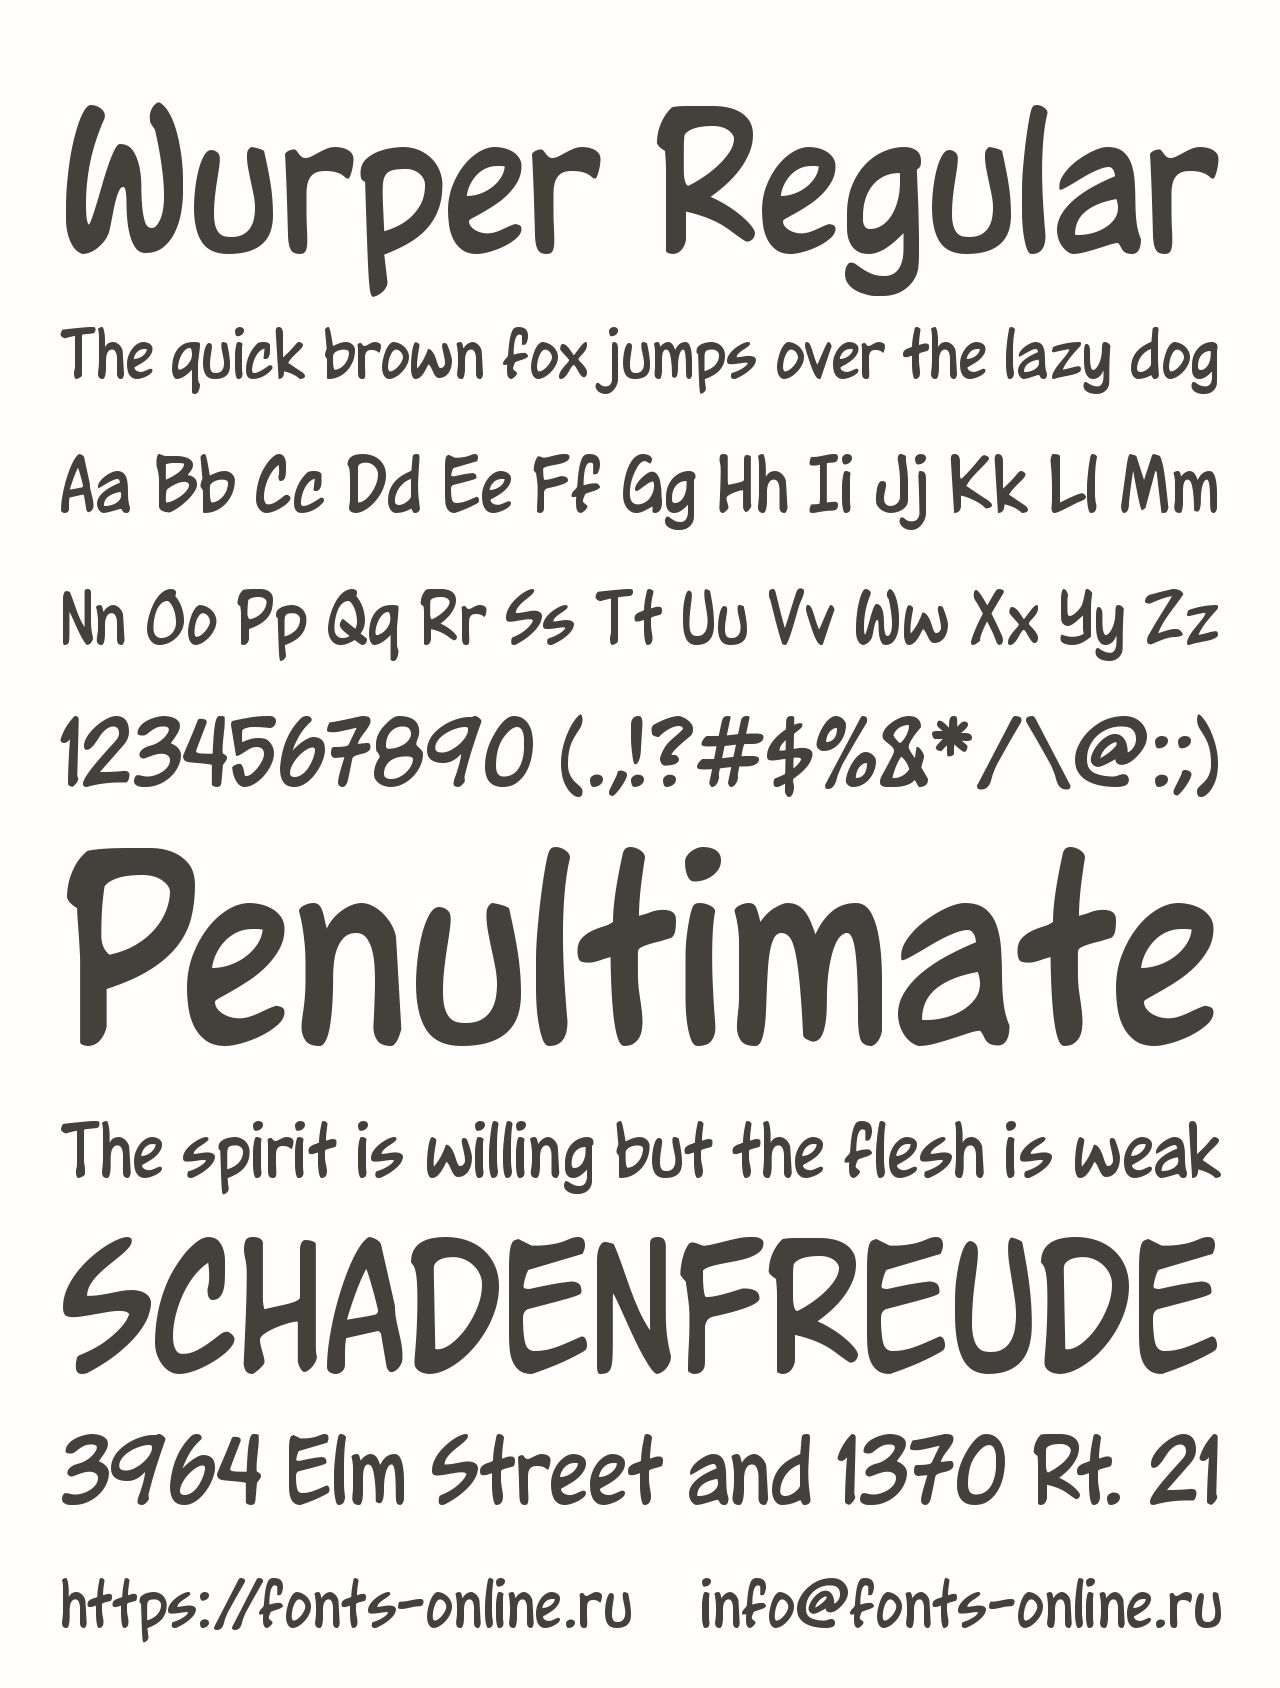 Wurper Regular
The quick brown fox jumps over the lazy dog
Aa Bb Cc Dd Ee Ff Gg Hh Ii Jj Kk Ll Mm
Nn Oo Pp Qq Rr Ss Tt Uu Vv Ww Xx Yy Zz
1234567890 (.,!?#$%&*/\@:;)
Penultimate
The spirit is willing but the flesh is weak
SCHADENFREUDE
3964 Elm Street and 1370 Rt. 21
https://fonts-online.ru info@fonts-online.ru